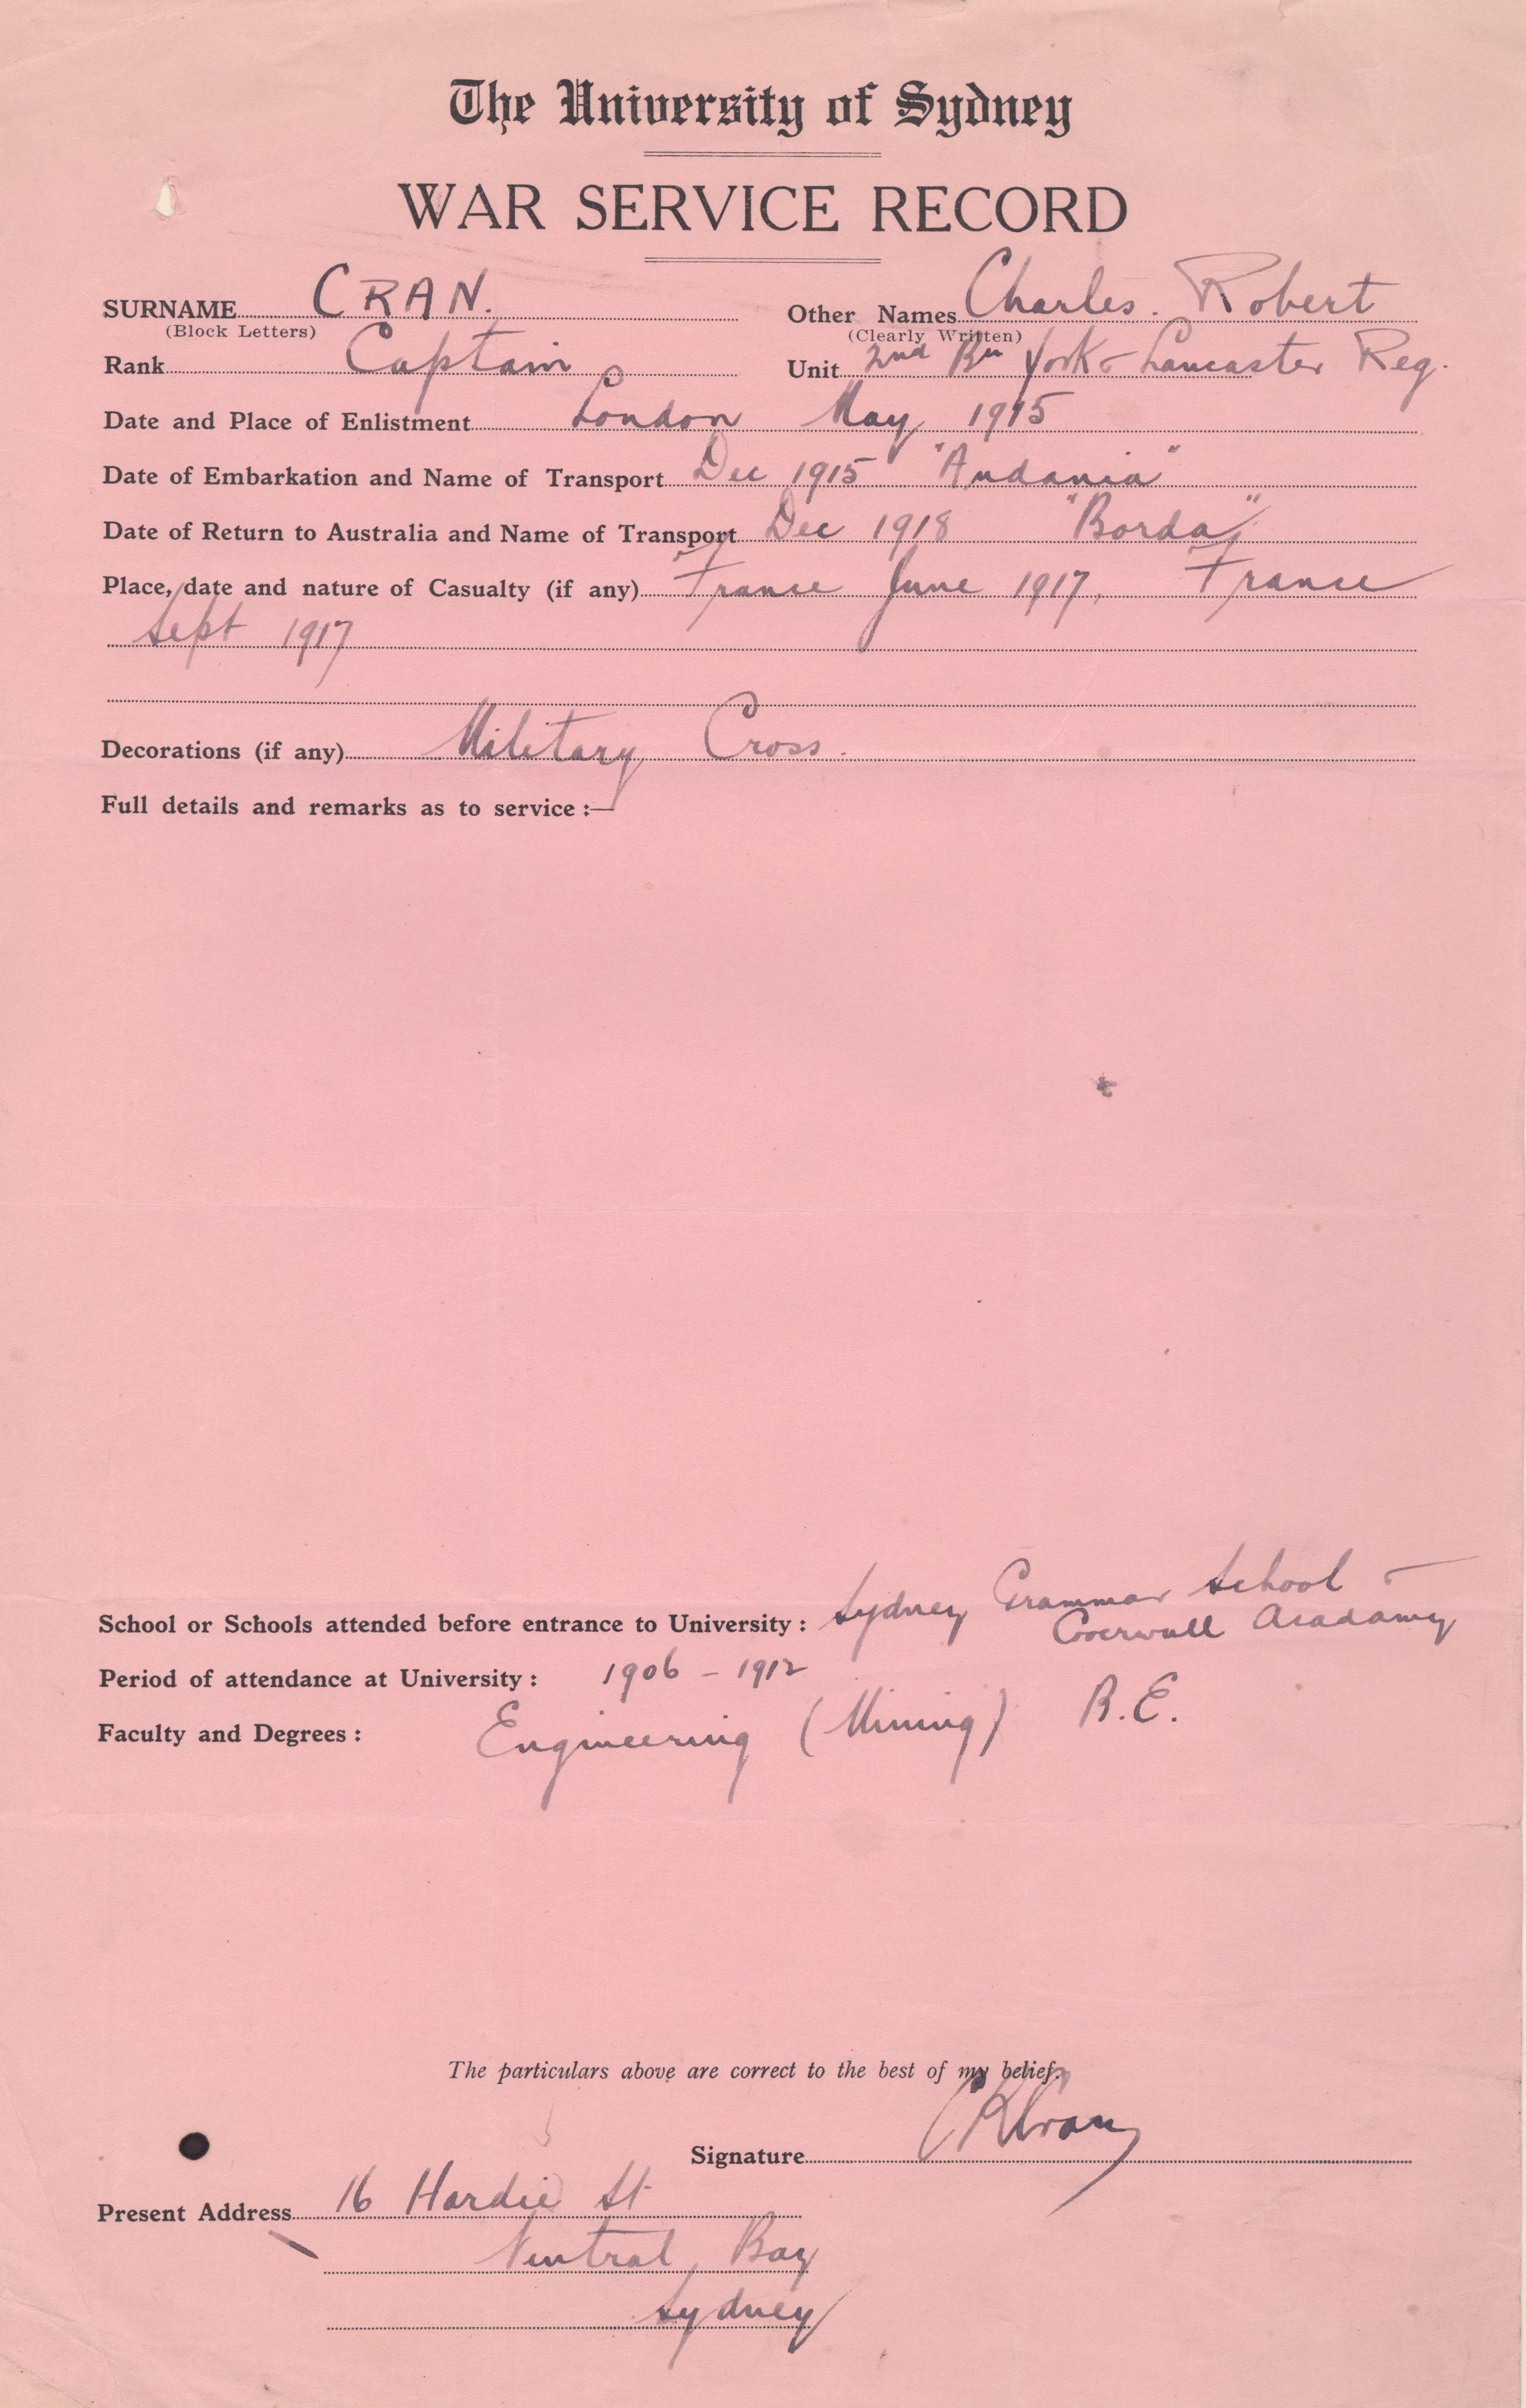 The University of Sydney
WAR SERVICE RECORD
SURNAME CRAN. Other Names Charles. Robert
(Block Letters) (Clearly Written)
Rank Captain Unit 2nd Bn York & Lancaster Reg.
Date and Place of Enlistment London May 1915
Date of Embarkation and Name of Transport Dec 1915 "Andania"
Date of Return to Australia and Name of Transport Dec 1918 "Borda"
Place, date and nature of Casualty (if any) France June 1917, France
Sept 1917
Decorations (if any) Military Cross.
Full details and remarks as to service :—
School or Schools attended before entrance to University : Sydney Grammar School &
Cooerwull Acadamy
Period of attendance at University : 1906 - 1912
Faculty and Degrees : Engineering (Mining) B.E.
The particulars above are correct to the best of my belief.
Signature CRCran
Present Address 16 Hardie St
Neutral Bay
Sydney